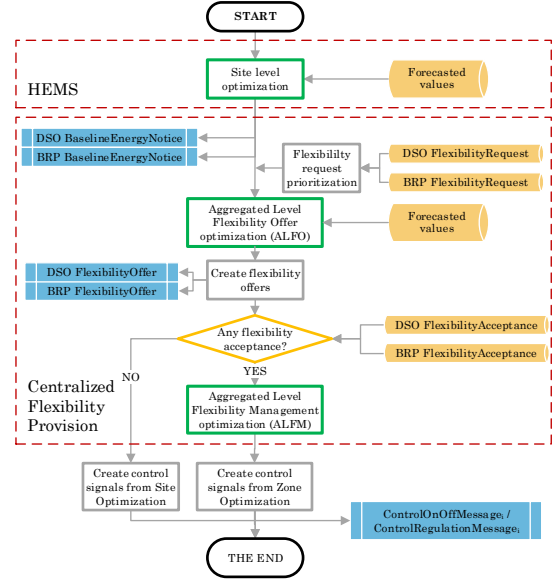 START
HEMS
Site level
optimization
Forecasted
values
DSO BaselineEnergyNotice
BRP BaselineEnergyNotice
Flexibility
request
prioritization
DSO FlexibilityRequest
BRP FlexibilityRequest
Aggregated Level
Flexibility Offer
optimization (ALFO)
Forecasted
values
DSO FlexibilityOffer
BRP FlexibilityOffer
Create flexibility
offers
Any flexibility
acceptance?
DSO FlexibilityAcceptance
BRP FlexibilityAcceptance
NO
YES
Centralized
Flexibility
Provision
Aggregated Level
Flexibility Management
optimization (ALFM)
Create control
signals from Site
Optimization
Create control
signals from Zone
Optimization
ControlOnOffMessageᵢ /
ControlRegulationMessageᵢ
THE END